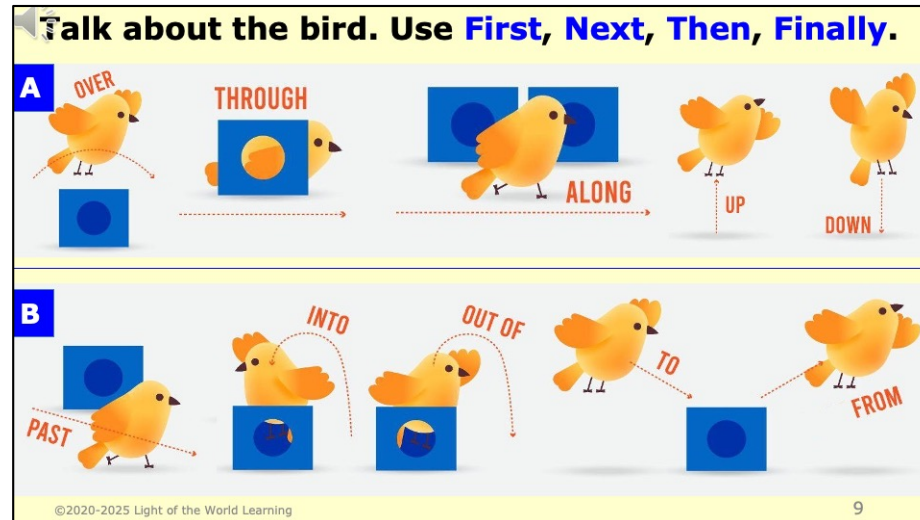 Talk about the bird. Use First, Next, Then, Finally.
A
OVER
THROUGH
ALONG
UP
DOWN
B
PAST
INTO
OUT OF
TO
FROM
©2020-2025 Light of the World Learning
9